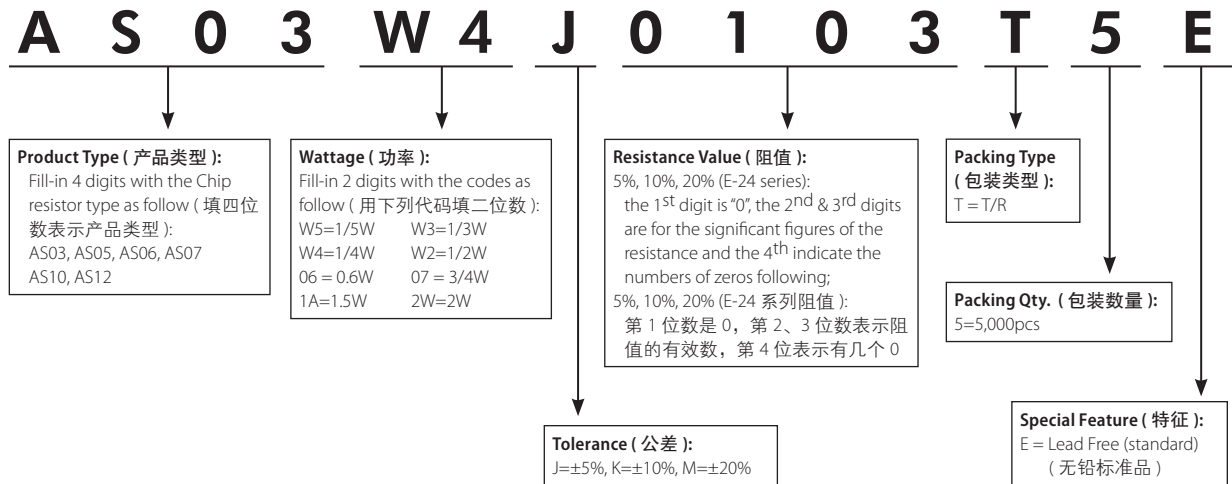 A S 0 3 W 4 J 0 1 0 3 T 5 E
Product Type ( 产品类型 ):
Fill-in 4 digits with the Chip
resistor type as follow ( 填四位
数表示产品类型 ):
AS03, AS05, AS06, AS07
AS10, AS12
Wattage ( 功率 ):
Fill-in 2 digits with the codes as
follow ( 用下列代码填二位数 ):
W5=1/5W W3=1/3W
W4=1/4W W2=1/2W
06 = 0.6W 07 = 3/4W
1A=1.5W 2W=2W
Resistance Value ( 阻值 ):
5%, 10%, 20% (E-24 series):
the 1st digit is “0”, the 2nd & 3rd digits
are for the significant figures of the
resistance and the 4th indicate the
numbers of zeros following;
5%, 10%, 20% (E-24 系列阻值 ):
第 1 位数是 0，第 2、3 位数表示阻
值的有效数，第 4 位表示有几个 0
Packing Type
( 包装类型 ):
T = T/R
Packing Qty. ( 包装数量 ):
5=5,000pcs
Tolerance ( 公差 ):
J=±5%, K=±10%, M=±20%
Special Feature ( 特征 ):
E = Lead Free (standard)
( 无铅标准品 )